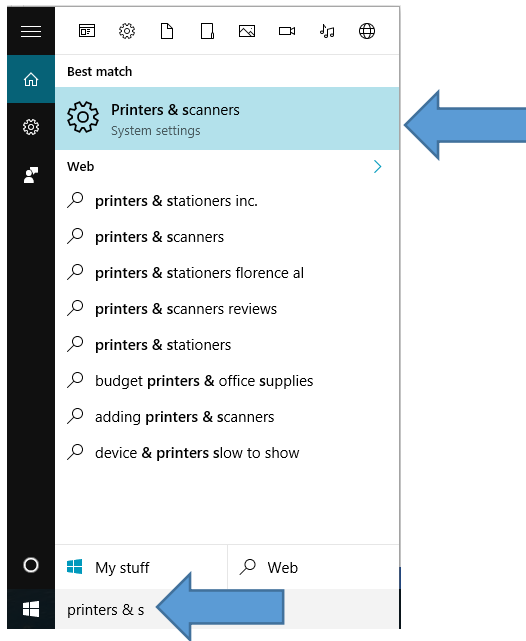 Best match
Printers & scanners
System settings
Web
printers & stationers inc.
printers & scanners
printers & stationers florence al
printers & scanners reviews
printers & stationers
budget printers & office supplies
adding printers & scanners
device & printers slow to show
My stuff
Web
printers & s